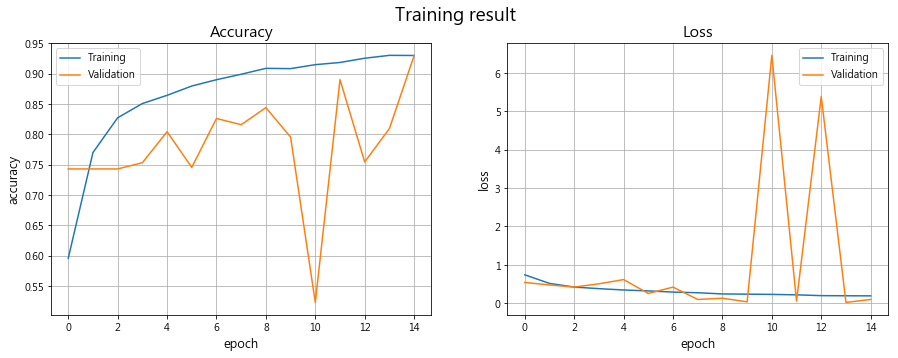 Training result
Accuracy
Training
Validation
0.95
0.90
0.85
0.80
0.75
0.70
0.65
0.60
0.55
accuracy
0 2 4 6 8 10 12 14
epoch
Loss
Training
Validation
6
5
4
3
2
1
0
loss
0 2 4 6 8 10 12 14
epoch